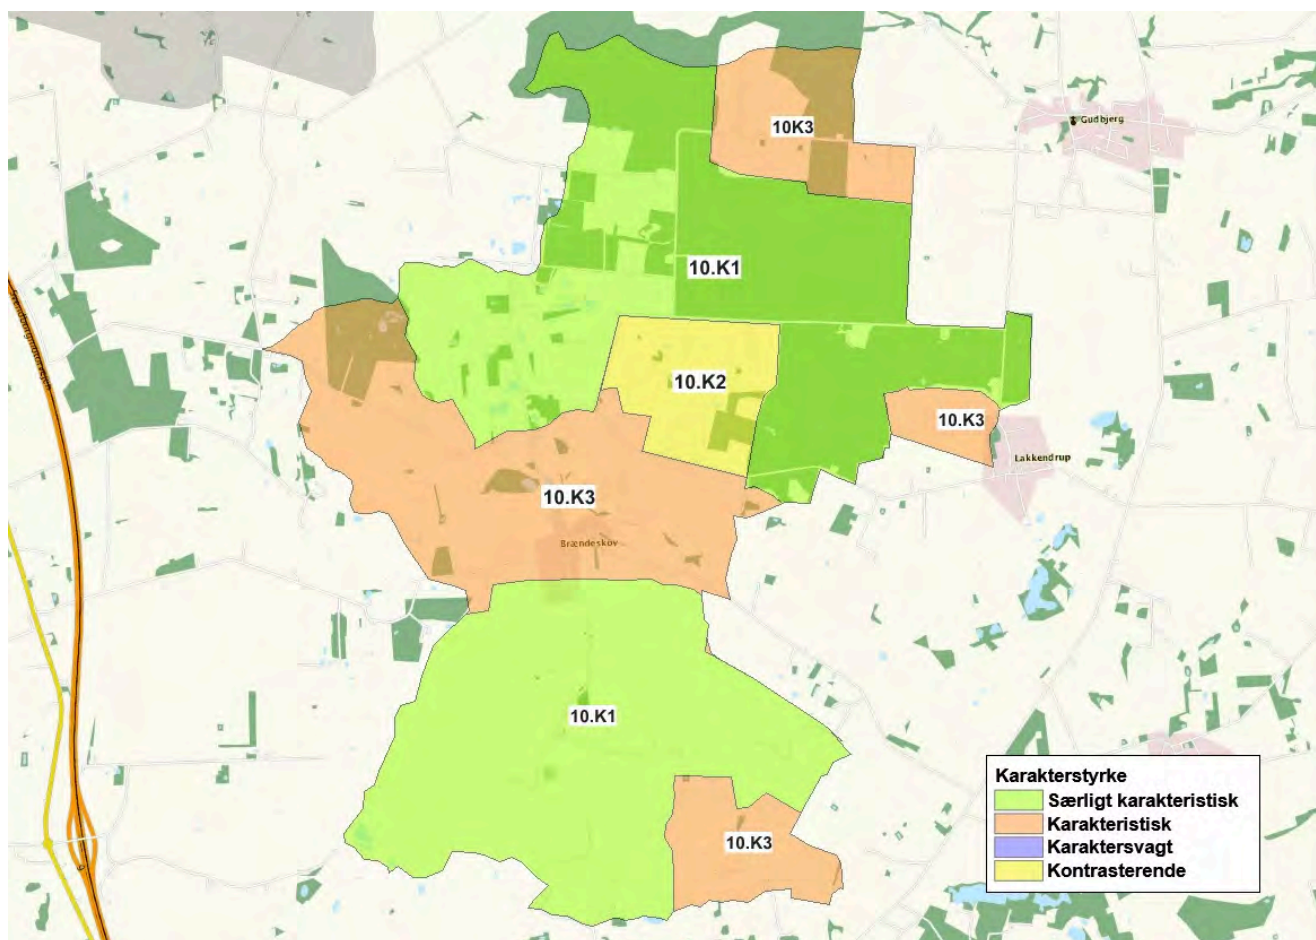 Gudbjerg
10K3
10.K1
10.K2
10.K3
Lakkendrup
10.K3
Brændeskov
10.K1
10.K3
Karakterstyrke
Særligt karakteristisk
Karakteristisk
Karaktersvagt
Kontrasterende